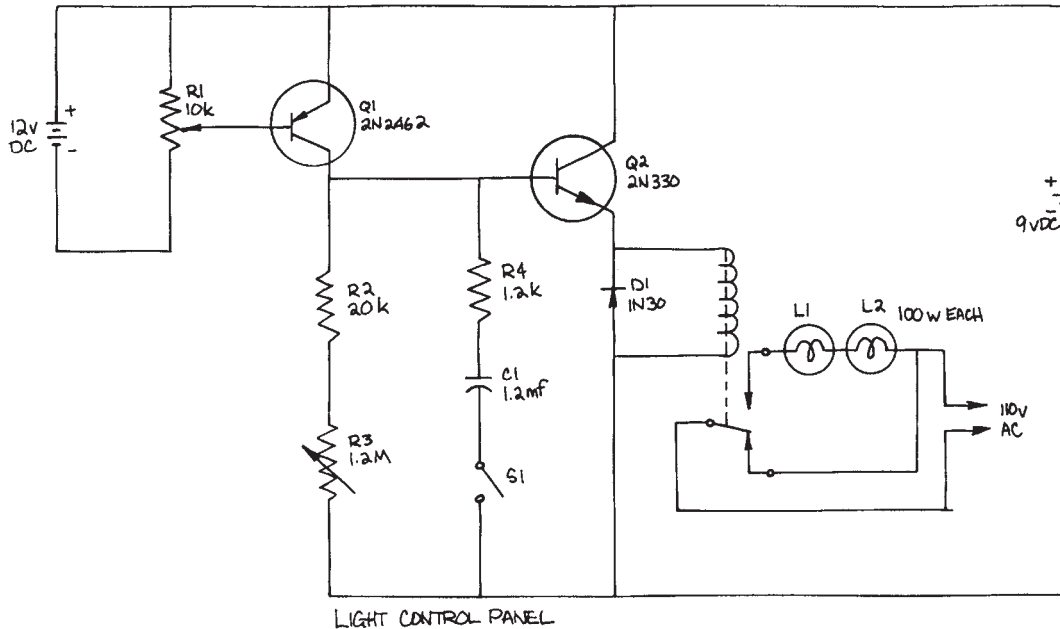 R1
10k
+
12V
DC
-
Q1
2N2462
Q2
2N330
+
-
9VDC
R2
20k
R4
1.2k
D1
1N30
L1
L2
100W EACH
C1
1.2mf
110V
AC
R3
1.2M
S1
LIGHT CONTROL PANEL